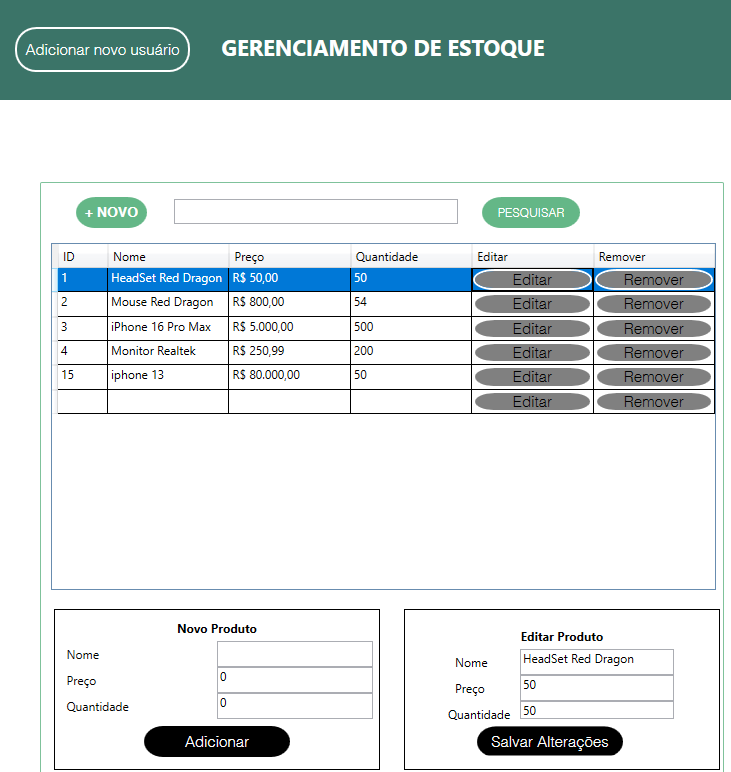 Adicionar novo usuário GERENCIAMENTO DE ESTOQUE
+ NOVO PESQUISAR
ID Nome Preço Quantidade Editar Remover
1 HeadSet Red Dragon R$ 50,00 50 Editar Remover
2 Mouse Red Dragon R$ 800,00 54 Editar Remover
3 iPhone 16 Pro Max R$ 5.000,00 500 Editar Remover
4 Monitor Realtek R$ 250,99 200 Editar Remover
15 iphone 13 R$ 80.000,00 50 Editar Remover
Editar Remover
Novo Produto
Nome
Preço 0
Quantidade 0
Adicionar
Editar Produto
Nome HeadSet Red Dragon
Preço 50
Quantidade 50
Salvar Alterações